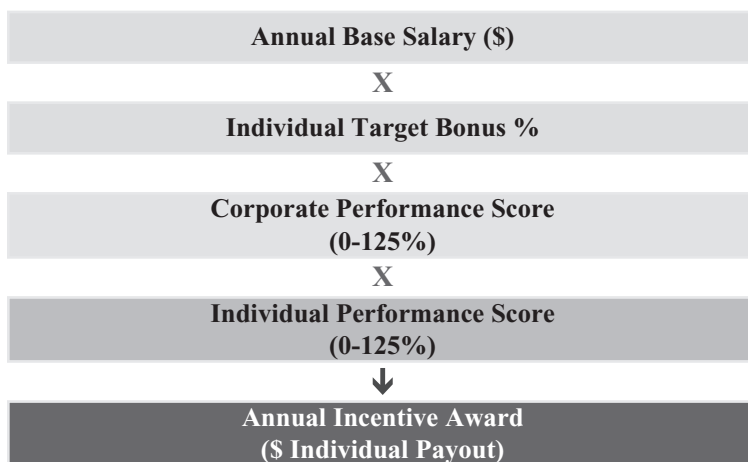 Annual Base Salary ($)
X
Individual Target Bonus %
X
Corporate Performance Score
(0-125%)
X
Individual Performance Score
(0-125%)
Annual Incentive Award
($ Individual Payout)